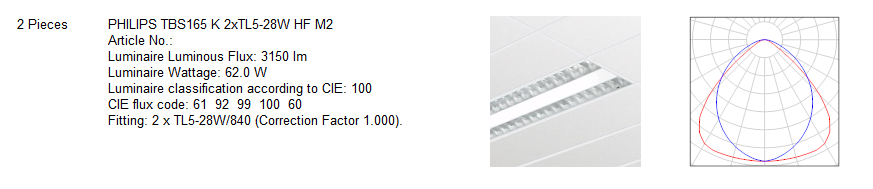 2 Pieces PHILIPS TBS165 K 2xTL5-28W HF M2
Article No.:
Luminaire Luminous Flux: 3150 lm
Luminaire Wattage: 62.0 W
Luminaire classification according to CIE: 100
CIE flux code: 61 92 99 100 60
Fitting: 2 x TL5-28W/840 (Correction Factor 1.000).